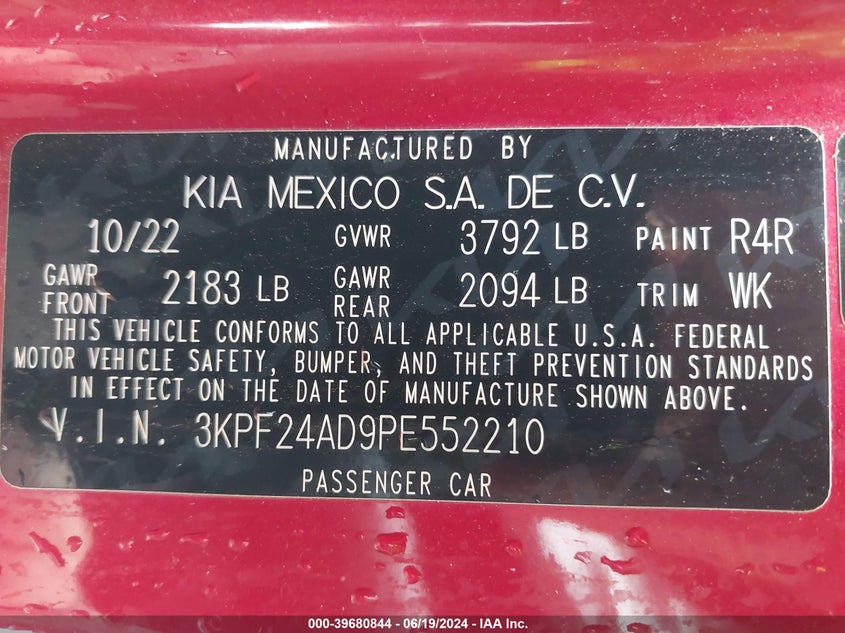 MANUFACTURED BY
KIA MEXICO S.A. DE C.V.
10/22 GVWR 3792 LB PAINT R4R
GAWR FRONT 2183 LB GAWR REAR 2094 LB TRIM WK
THIS VEHICLE CONFORMS TO ALL APPLICABLE U.S.A. FEDERAL
MOTOR VEHICLE SAFETY, BUMPER, AND THEFT PREVENTION STANDARDS
IN EFFECT ON THE DATE OF MANUFACTURE SHOWN ABOVE.
V.I.N. 3KPF24AD9PE552210
PASSENGER CAR
000-39680844 - 06/19/2024 - IAA Inc.